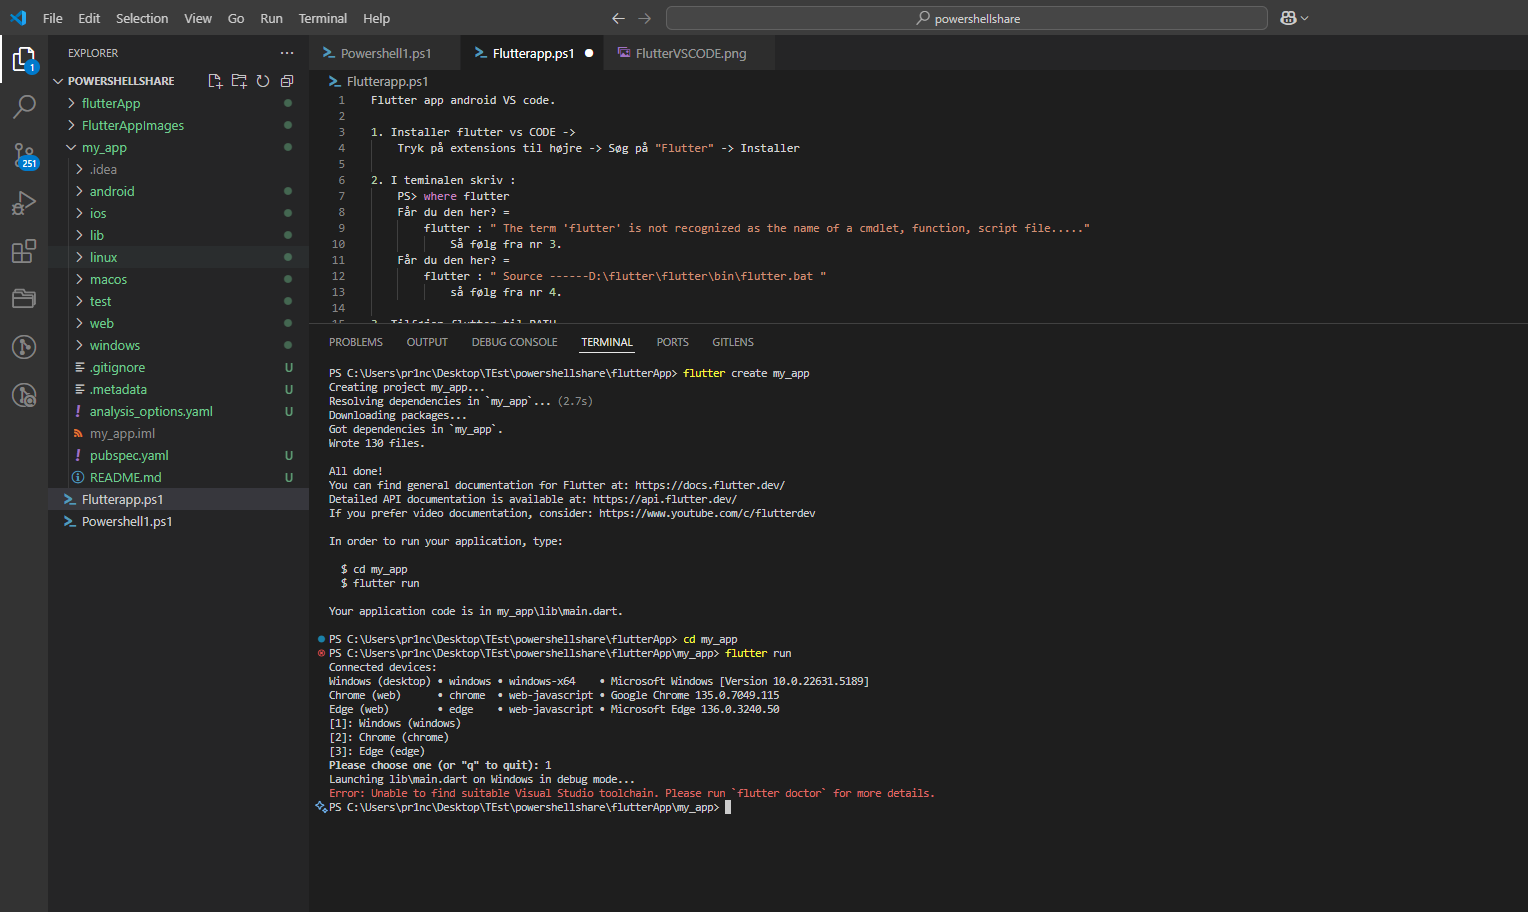 File Edit Selection View Go Run Terminal Help
powershellshare
EXPLORER
POWERSHELLSHARE
flutterApp
FlutterAppImages
my_app
.idea
android
ios
lib
linux
macos
test
web
windows
.gitignore U
.metadata U
analysis_options.yaml U
my_app.iml
pubspec.yaml U
README.md U
Flutterapp.ps1
Powershell1.ps1
1
251
Powershell1.ps1 Flutterapp.ps1 FlutterVSCODE.png
Flutterapp.ps1
1 Flutter app android VS code.
2
3 1. Installer flutter vs CODE ->
4 Tryk på extensions til højre -> Søg på "Flutter" -> Installer
5
6 2. I teminalen skriv :
7 PS> where flutter
8 Får du den her? =
9 flutter : " The term 'flutter' is not recognized as the name of a cmdlet, function, script file....."
10 Så følg fra nr 3.
11 Får du den her? =
12 flutter : " Source ------D:\flutter\flutter\bin\flutter.bat "
13 så følg fra nr 4.
14
15 3. Tilføjer flutter til PATH
PROBLEMS OUTPUT DEBUG CONSOLE TERMINAL PORTS GITLENS
PS C:\Users\pr1nc\Desktop\TEst\powershellshare\flutterApp> flutter create my_app
Creating project my_app...
Resolving dependencies in `my_app`... (2.7s)
Downloading packages...
Got dependencies in `my_app`.
Wrote 130 files.
All done!
You can find general documentation for Flutter at: https://docs.flutter.dev/
Detailed API documentation is available at: https://api.flutter.dev/
If you prefer video documentation, consider: https://www.youtube.com/c/flutterdev
In order to run your application, type:
$ cd my_app
$ flutter run
Your application code is in my_app\lib\main.dart.
PS C:\Users\pr1nc\Desktop\TEst\powershellshare\flutterApp> cd my_app
PS C:\Users\pr1nc\Desktop\TEst\powershellshare\flutterApp\my_app> flutter run
Connected devices:
Windows (desktop) • windows • windows-x64 • Microsoft Windows [Version 10.0.22631.5189]
Chrome (web) • chrome • web-javascript • Google Chrome 135.0.7049.115
Edge (web) • edge • web-javascript • Microsoft Edge 136.0.3240.50
[1]: Windows (windows)
[2]: Chrome (chrome)
[3]: Edge (edge)
Please choose one (or "q" to quit): 1
Launching lib\main.dart on Windows in debug mode...
Error: Unable to find suitable Visual Studio toolchain. Please run `flutter doctor` for more details.
PS C:\Users\pr1nc\Desktop\TEst\powershellshare\flutterApp\my_app>